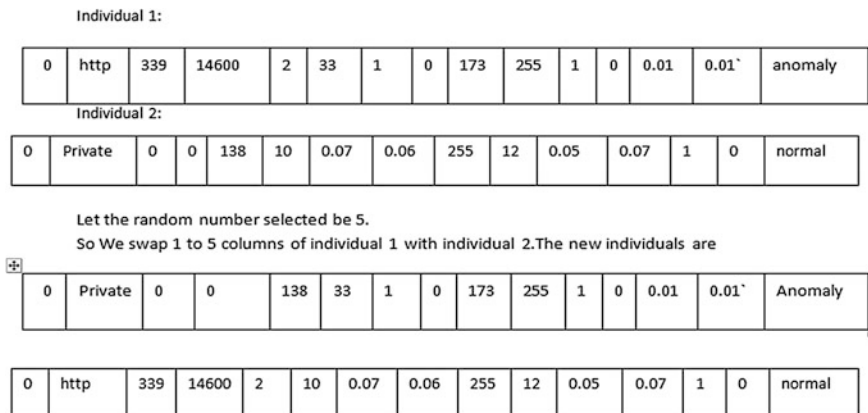 Individual 1:
0 http 339 14600 2 33 1 0 173 255 1 0 0.01 0.01` anomaly
Individual 2:
0 Private 0 0 138 10 0.07 0.06 255 12 0.05 0.07 1 0 normal
Let the random number selected be 5.
So We swap 1 to 5 columns of individual 1 with individual 2.The new individuals are
0 Private 0 0 138 33 1 0 173 255 1 0 0.01 0.01` Anomaly
0 http 339 14600 2 10 0.07 0.06 255 12 0.05 0.07 1 0 normal